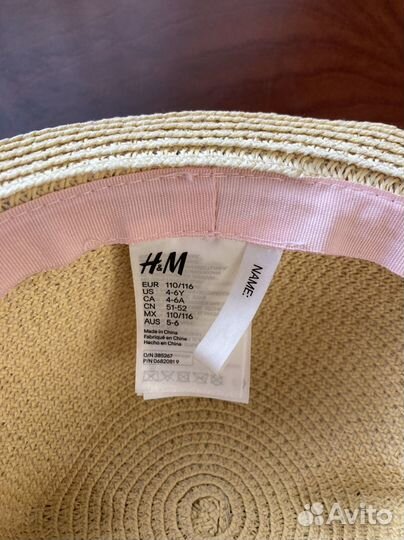 H&M
EUR 110/116
US 4-6Y
CA 4-6A
CN 51-52
MX 110/116
AUS 5-6
Made in China
Fabriqué en Chine
Hecho en China
O/N 385267
P/N 0682081 9
NAME:
Avito